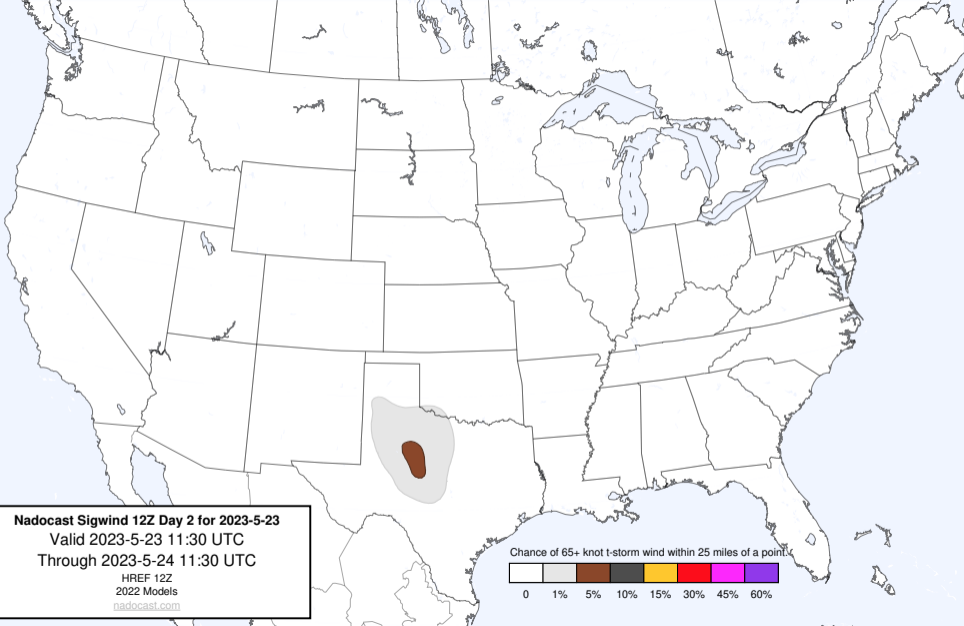 Nadocast Sigwind 12Z Day 2 for 2023-5-23
Valid 2023-5-23 11:30 UTC
Through 2023-5-24 11:30 UTC
HREF 12Z
2022 Models
nadocast.com
Chance of 65+ knot t-storm wind within 25 miles of a point.
0 1% 5% 10% 15% 30% 45% 60%